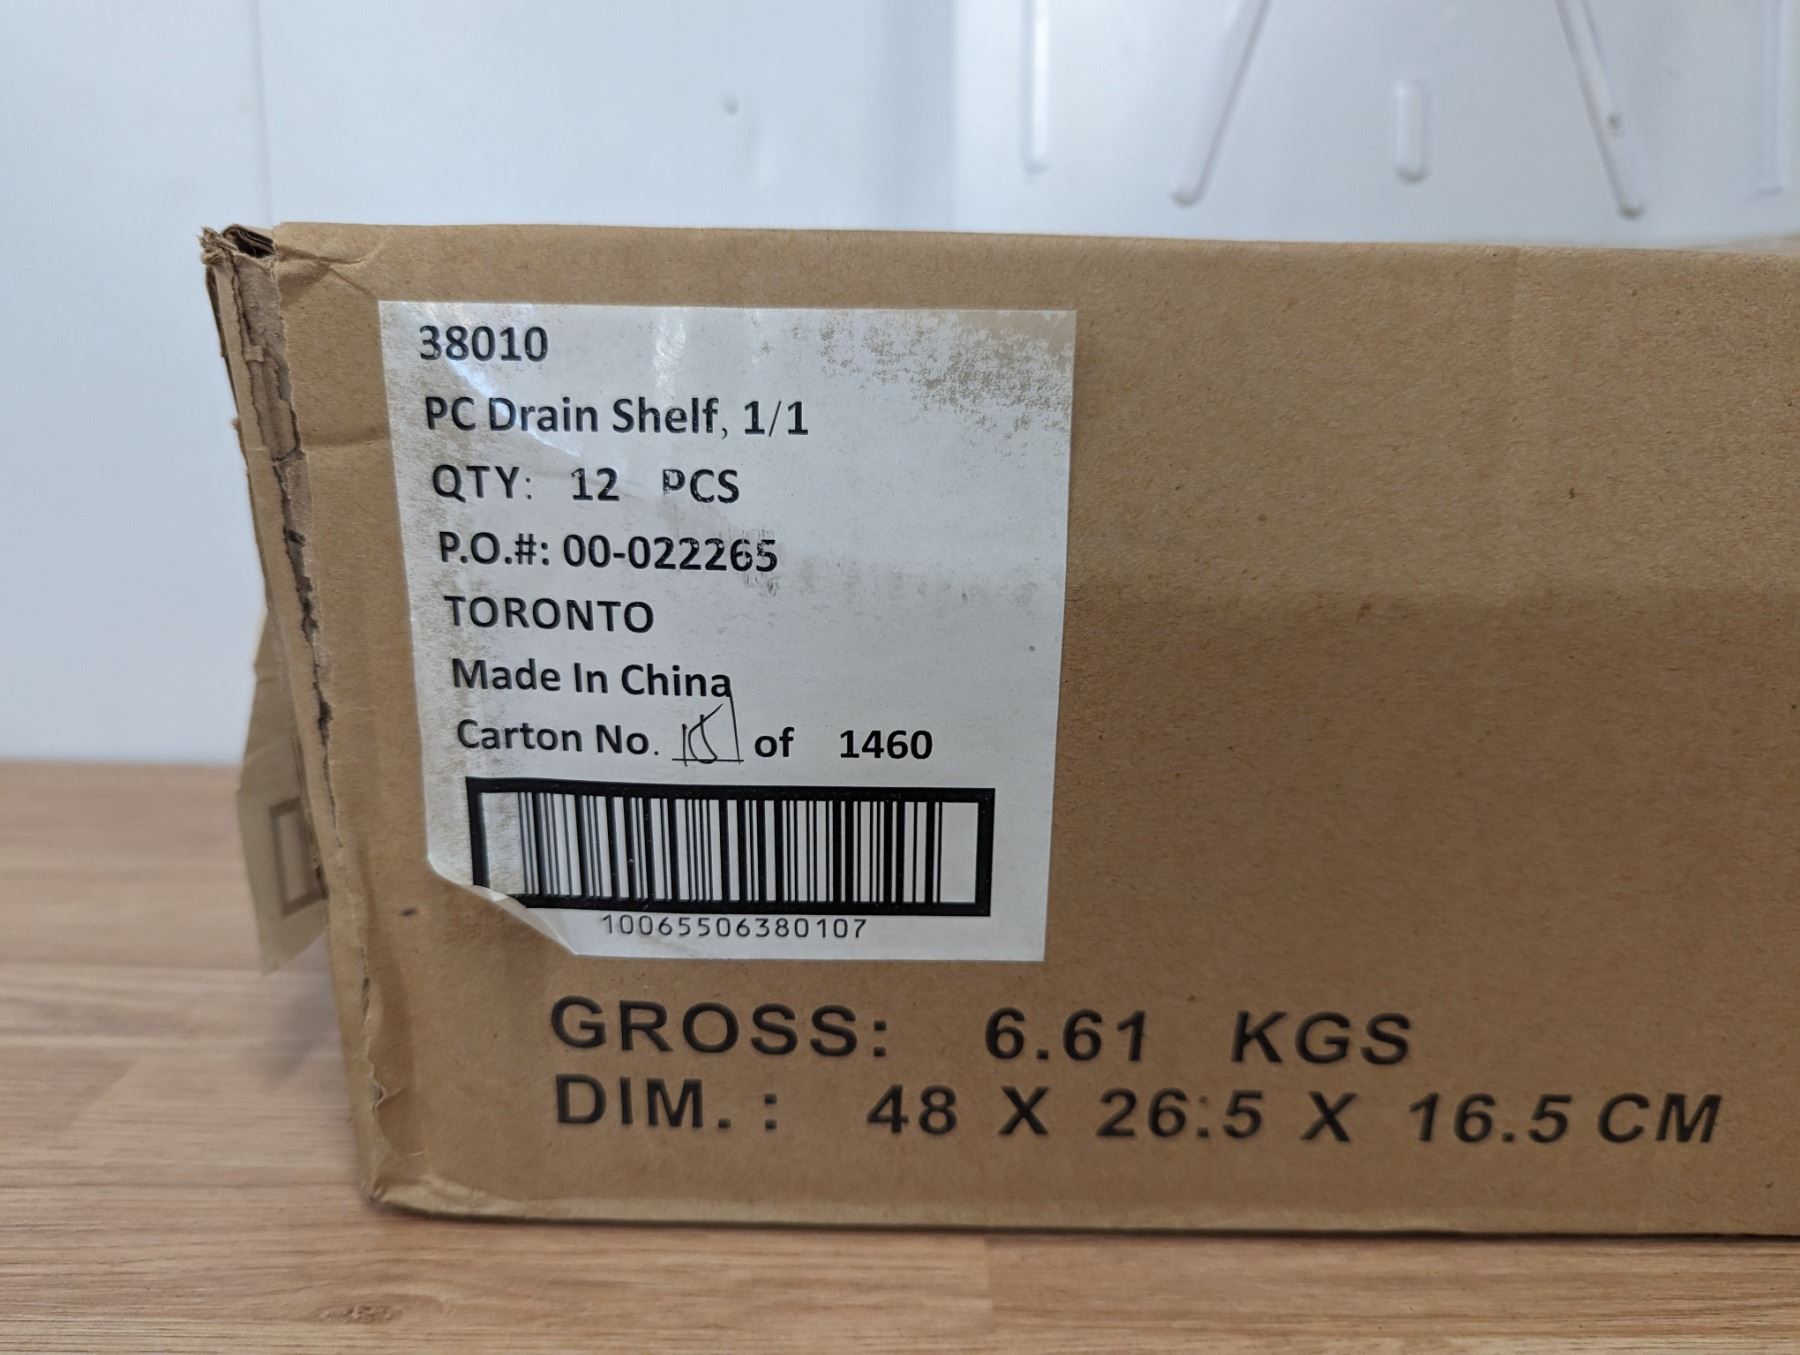 38010
PC Drain Shelf, 1/1
QTY: 12 PCS
P.O.#: 00-022265
TORONTO
Made In China
Carton No. of 1460
10065506380107
GROSS: 6.61 KGS
DIM.: 48 X 26.5 X 16.5 CM